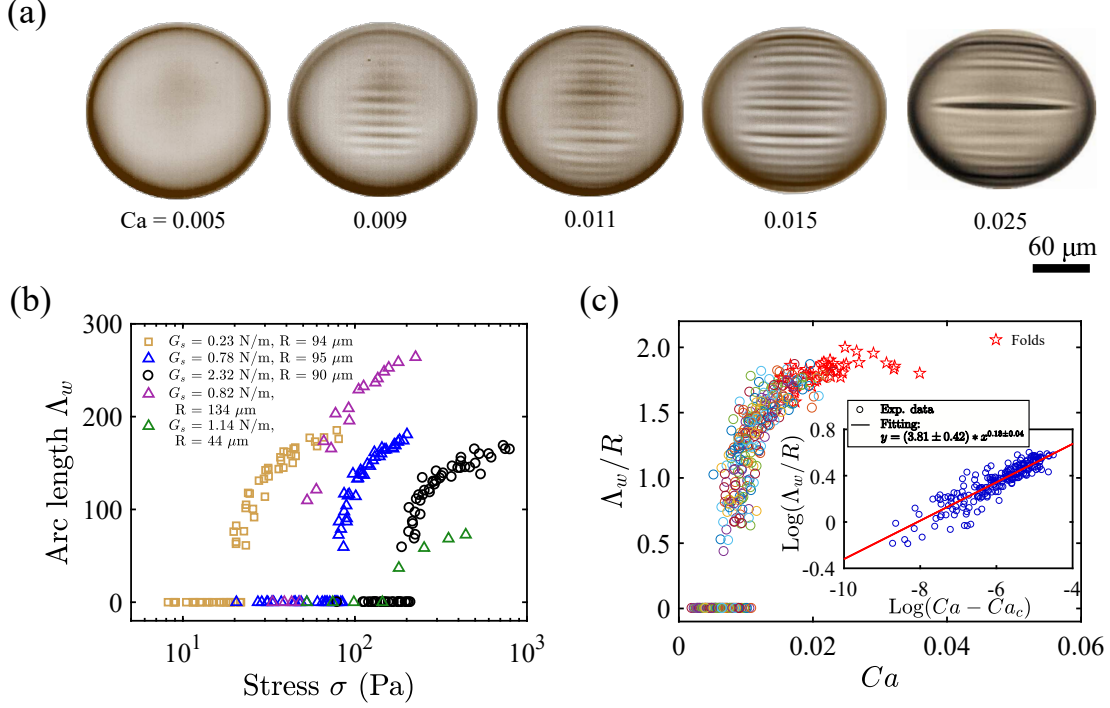 (a)
Ca = 0.005
0.009
0.011
0.015
0.025
60 μm
(b)
300
200
100
0
Arc length Λ_w
G_s = 0.23 N/m, R = 94 μm
G_s = 0.78 N/m, R = 95 μm
G_s = 2.32 N/m, R = 90 μm
G_s = 0.82 N/m,
R = 134 μm
G_s = 1.14 N/m,
R = 44 μm
10^1
10^2
10^3
Stress σ (Pa)
(c)
2.0
1.5
1.0
0.5
0
Λ_w/R
Folds
Exp. data
Fitting:
y = (3.81 ± 0.42) * x^{0.18±0.04}
0.8
0.4
0
-0.4
Log(Λ_w/R)
-10
-8
-6
-4
Log(Ca − Ca_c)
0
0.02
0.04
0.06
Ca